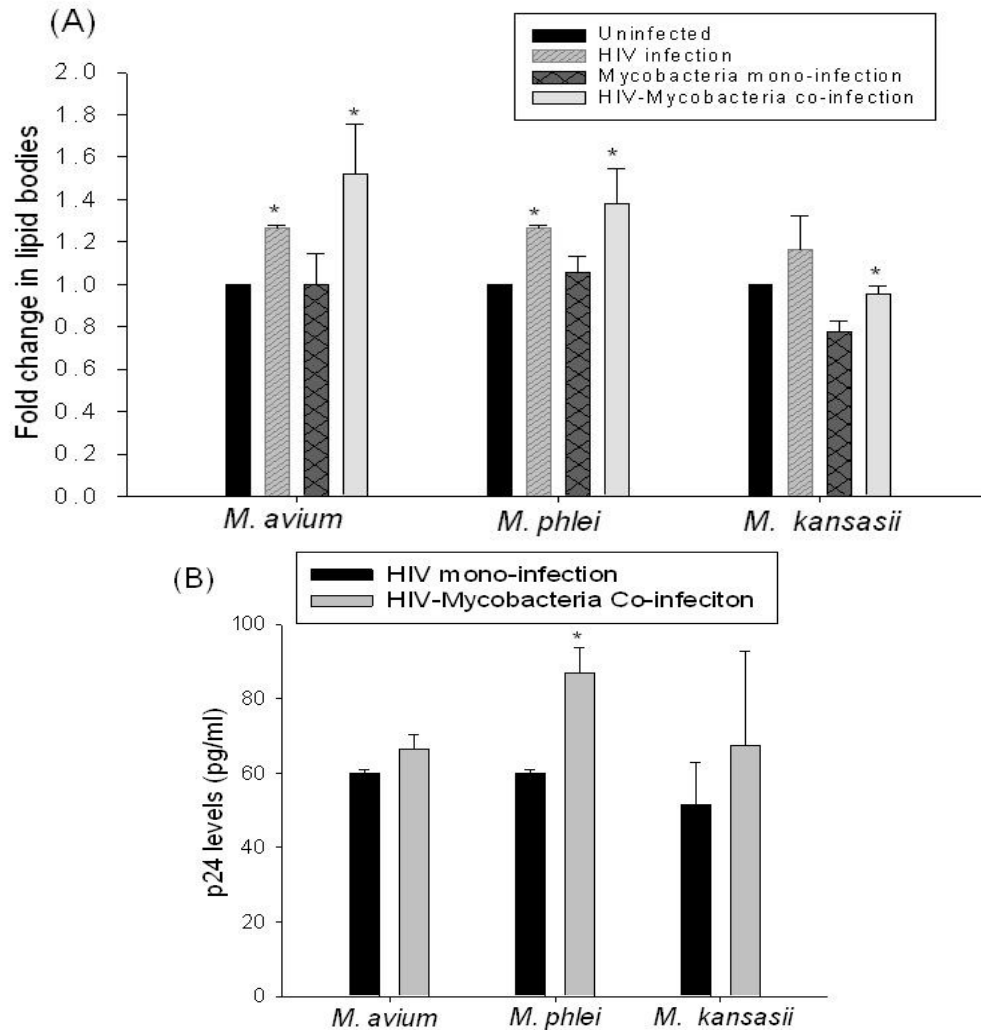 (A)
Uninfected
HIV infection
Mycobacteria mono-infection
HIV-Mycobacteria co-infection
Fold change in lipid bodies
2.0
1.8
1.6
1.4
1.2
1.0
0.8
0.6
0.4
0.2
0.0
* * * * *
M. avium M. phlei M. kansasii
(B)
HIV mono-infection
HIV-Mycobacteria Co-infeciton
p24 levels (pg/ml)
100
80
60
40
20
0
*
M. avium M. phlei M. kansasii